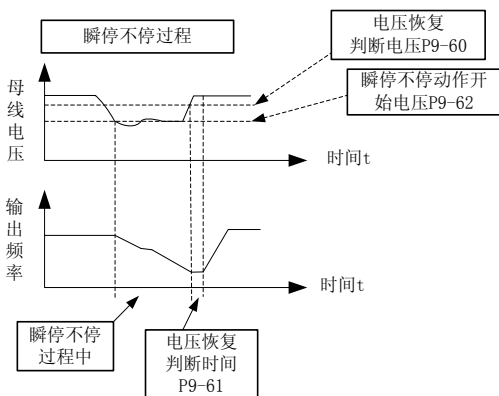 瞬停不停过程
电压恢复
判断电压P9-60
瞬停不停动作开
始电压P9-62
母线电压
时间t
输出频率
时间t
瞬停不停
过程中
电压恢复
判断时间
P9-61